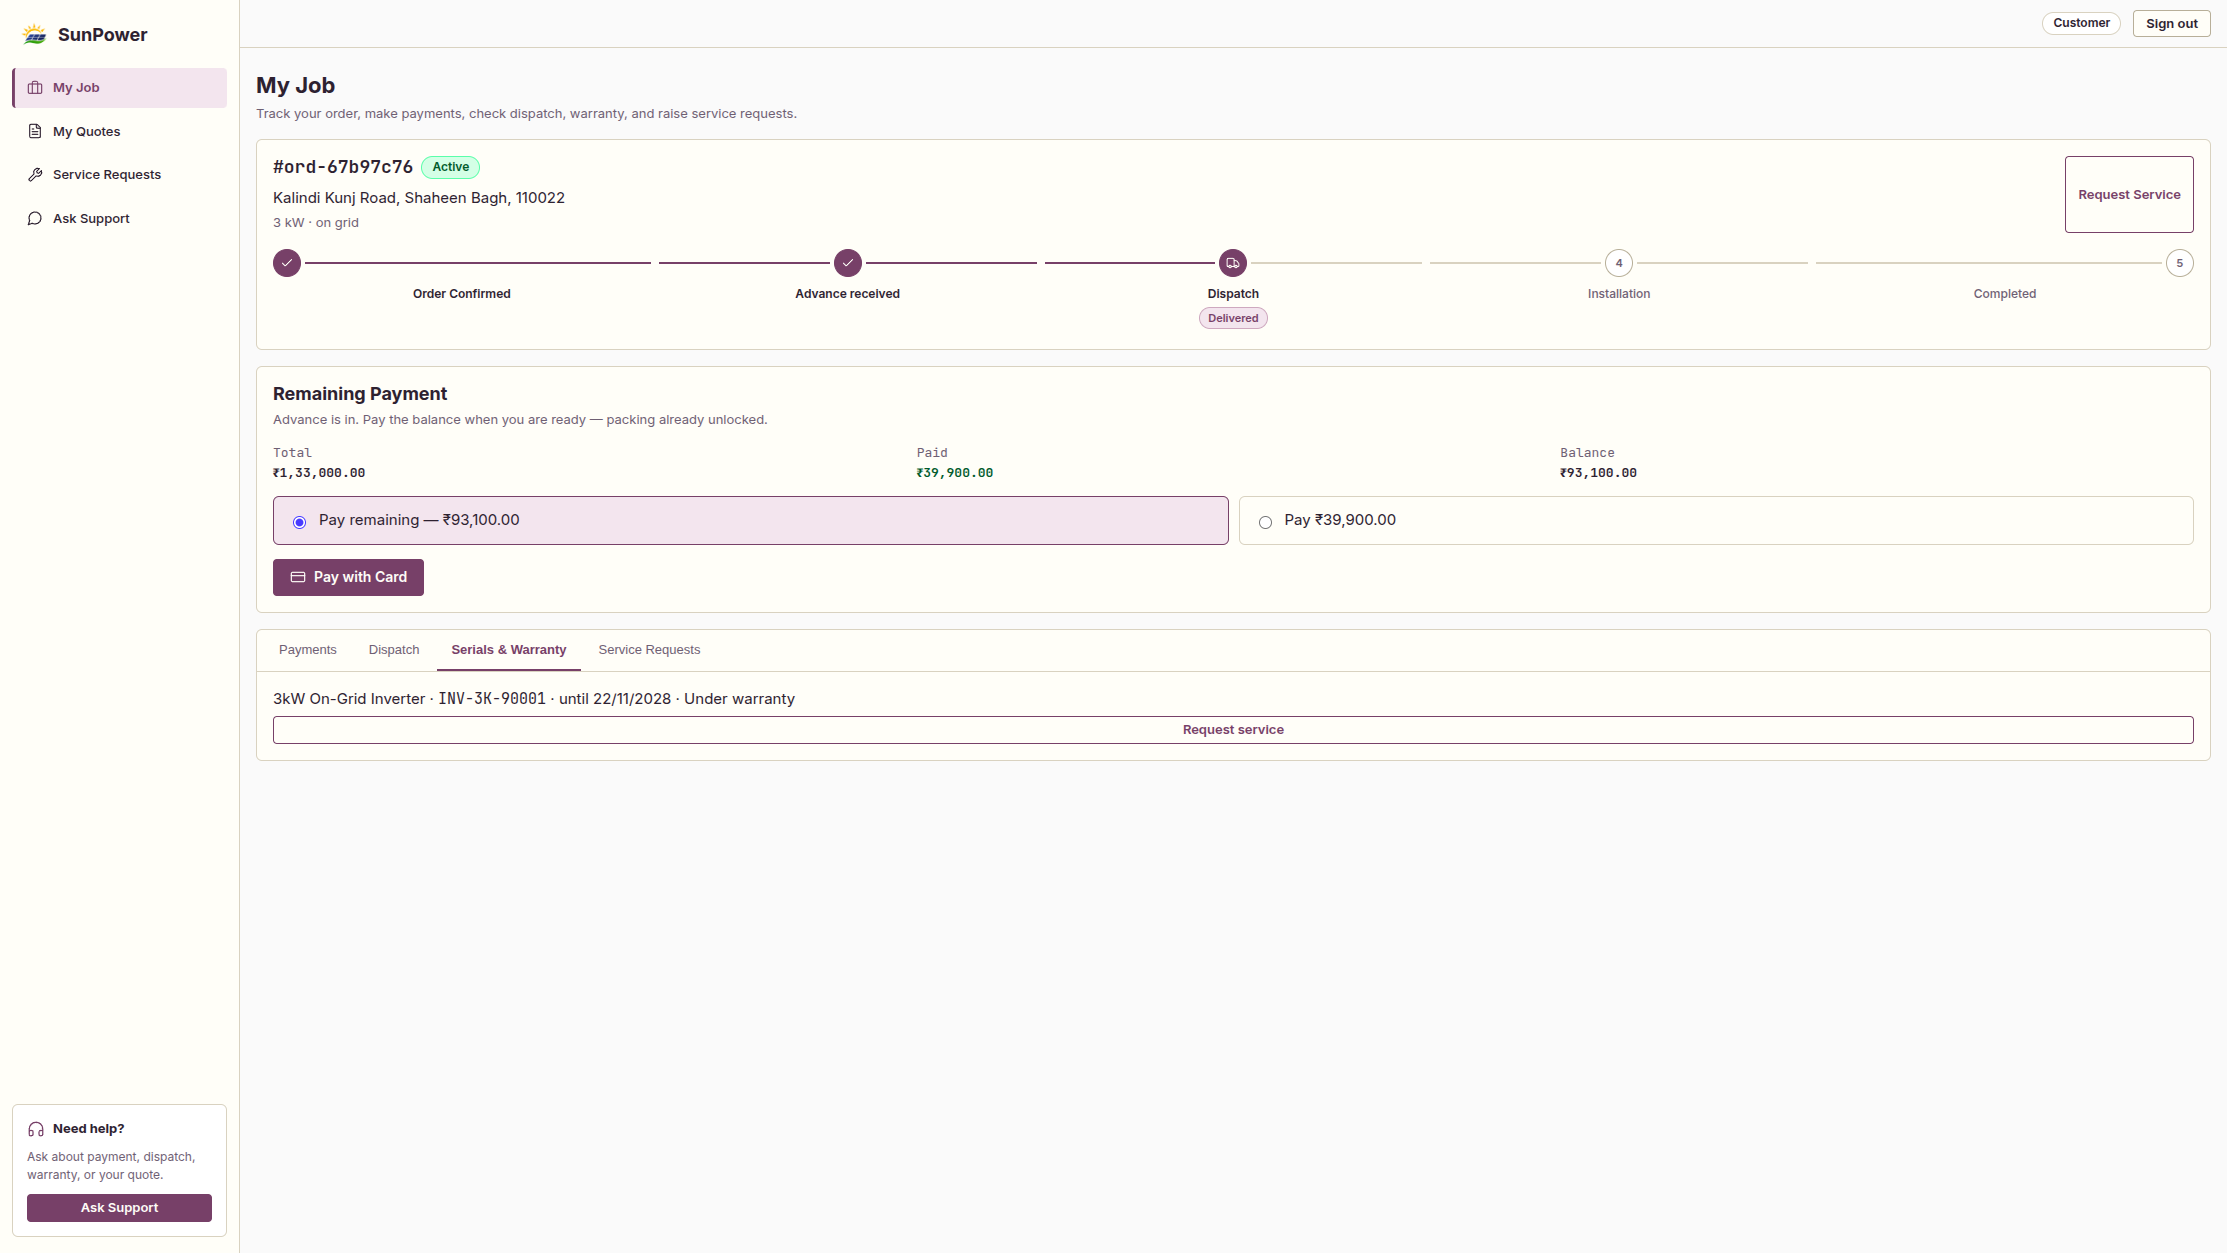 SunPower
Customer
Sign out
My Job
My Quotes
Service Requests
Ask Support
My Job
Track your order, make payments, check dispatch, warranty, and raise service requests.
#ord-67b97c76
Active
Kalindi Kunj Road, Shaheen Bagh, 110022
3 kW · on grid
Request Service
4
5
Order Confirmed
Advance received
Dispatch
Installation
Completed
Delivered
Remaining Payment
Advance is in. Pay the balance when you are ready — packing already unlocked.
Total
₹1,33,000.00
Paid
₹39,900.00
Balance
₹93,100.00
Pay remaining — ₹93,100.00
Pay ₹39,900.00
Pay with Card
Payments
Dispatch
Serials & Warranty
Service Requests
3kW On-Grid Inverter · INV-3K-90001 · until 22/11/2028 · Under warranty
Request service
Need help?
Ask about payment, dispatch,
warranty, or your quote.
Ask Support